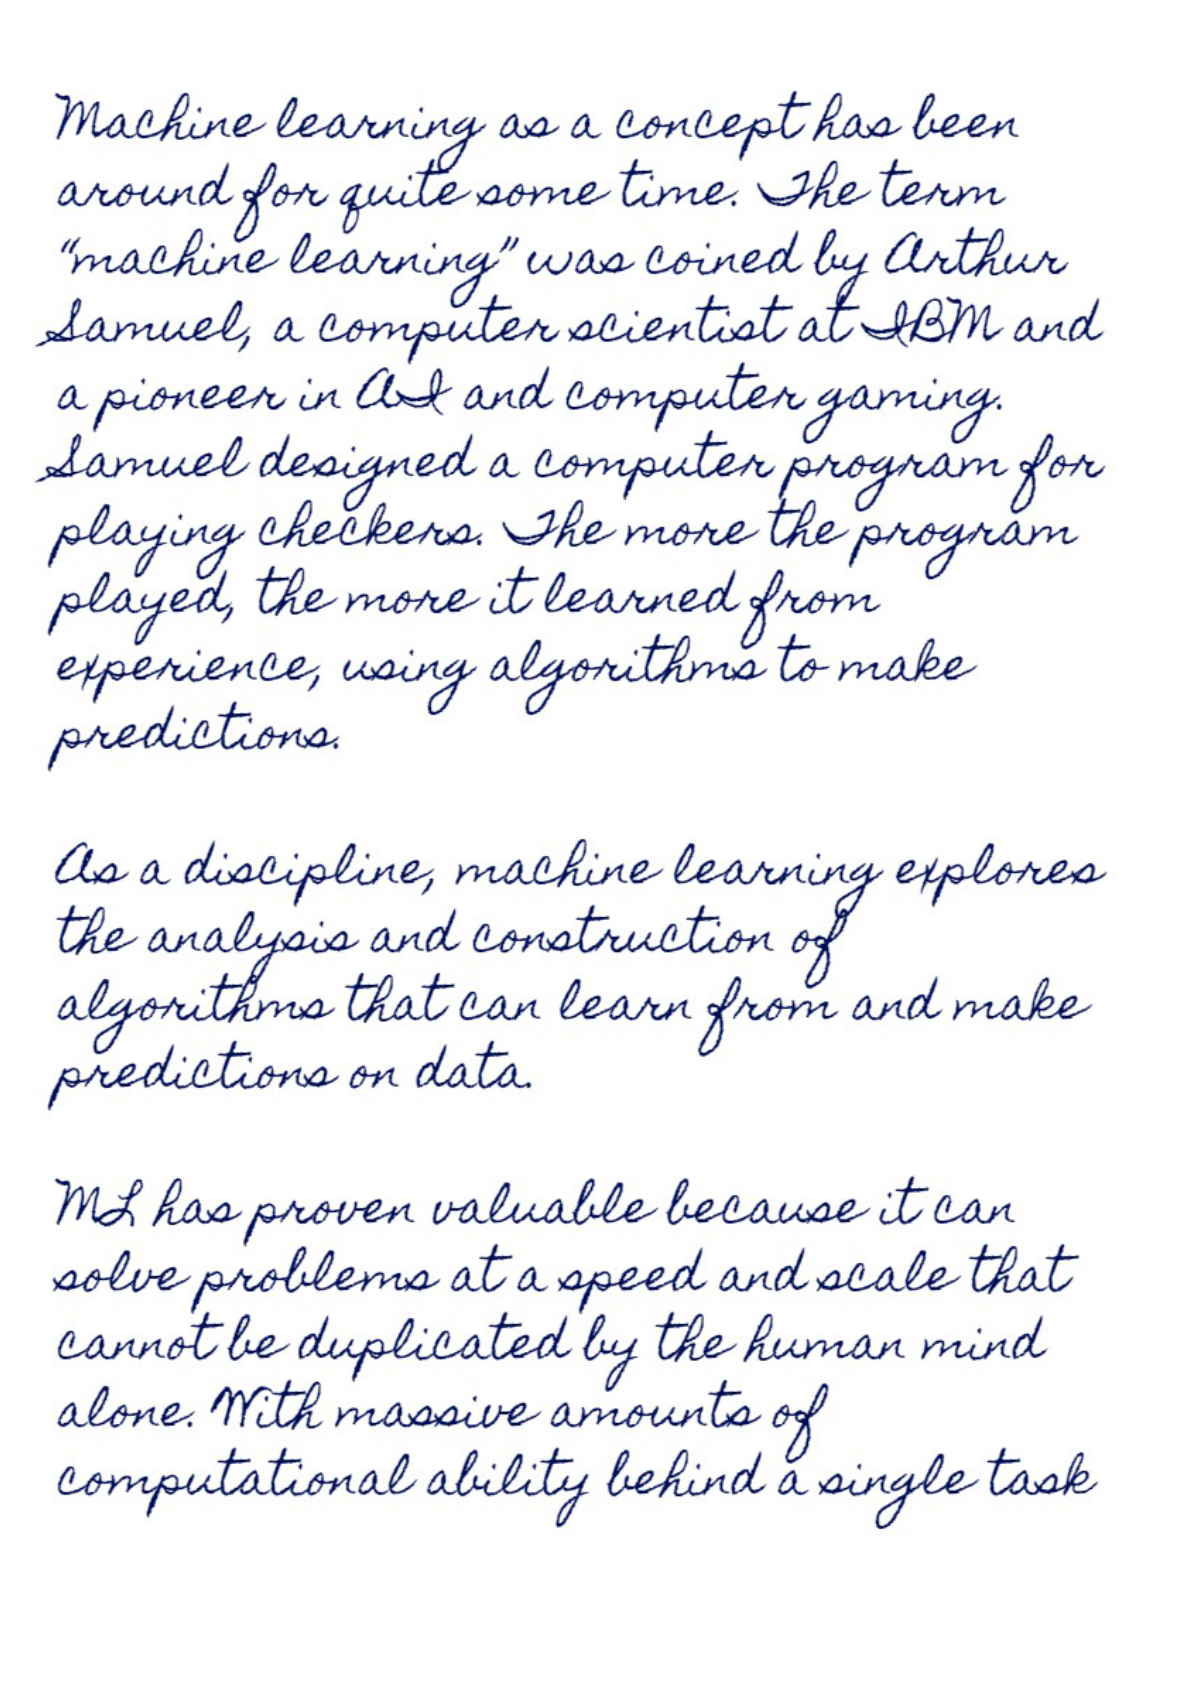 Machine learning as a concept has been
around for quite some time. The term
“machine learning” was coined by Arthur
Samuel, a computer scientist at IBM and
a pioneer in AI and computer gaming.
Samuel designed a computer program for
playing checkers. The more the program
played, the more it learned from
experience, using algorithms to make
predictions.
As a discipline, machine learning explores
the analysis and construction of
algorithms that can learn from and make
predictions on data.
ML has proven valuable because it can
solve problems at a speed and scale that
cannot be duplicated by the human mind
alone. With massive amounts of
computational ability behind a single task